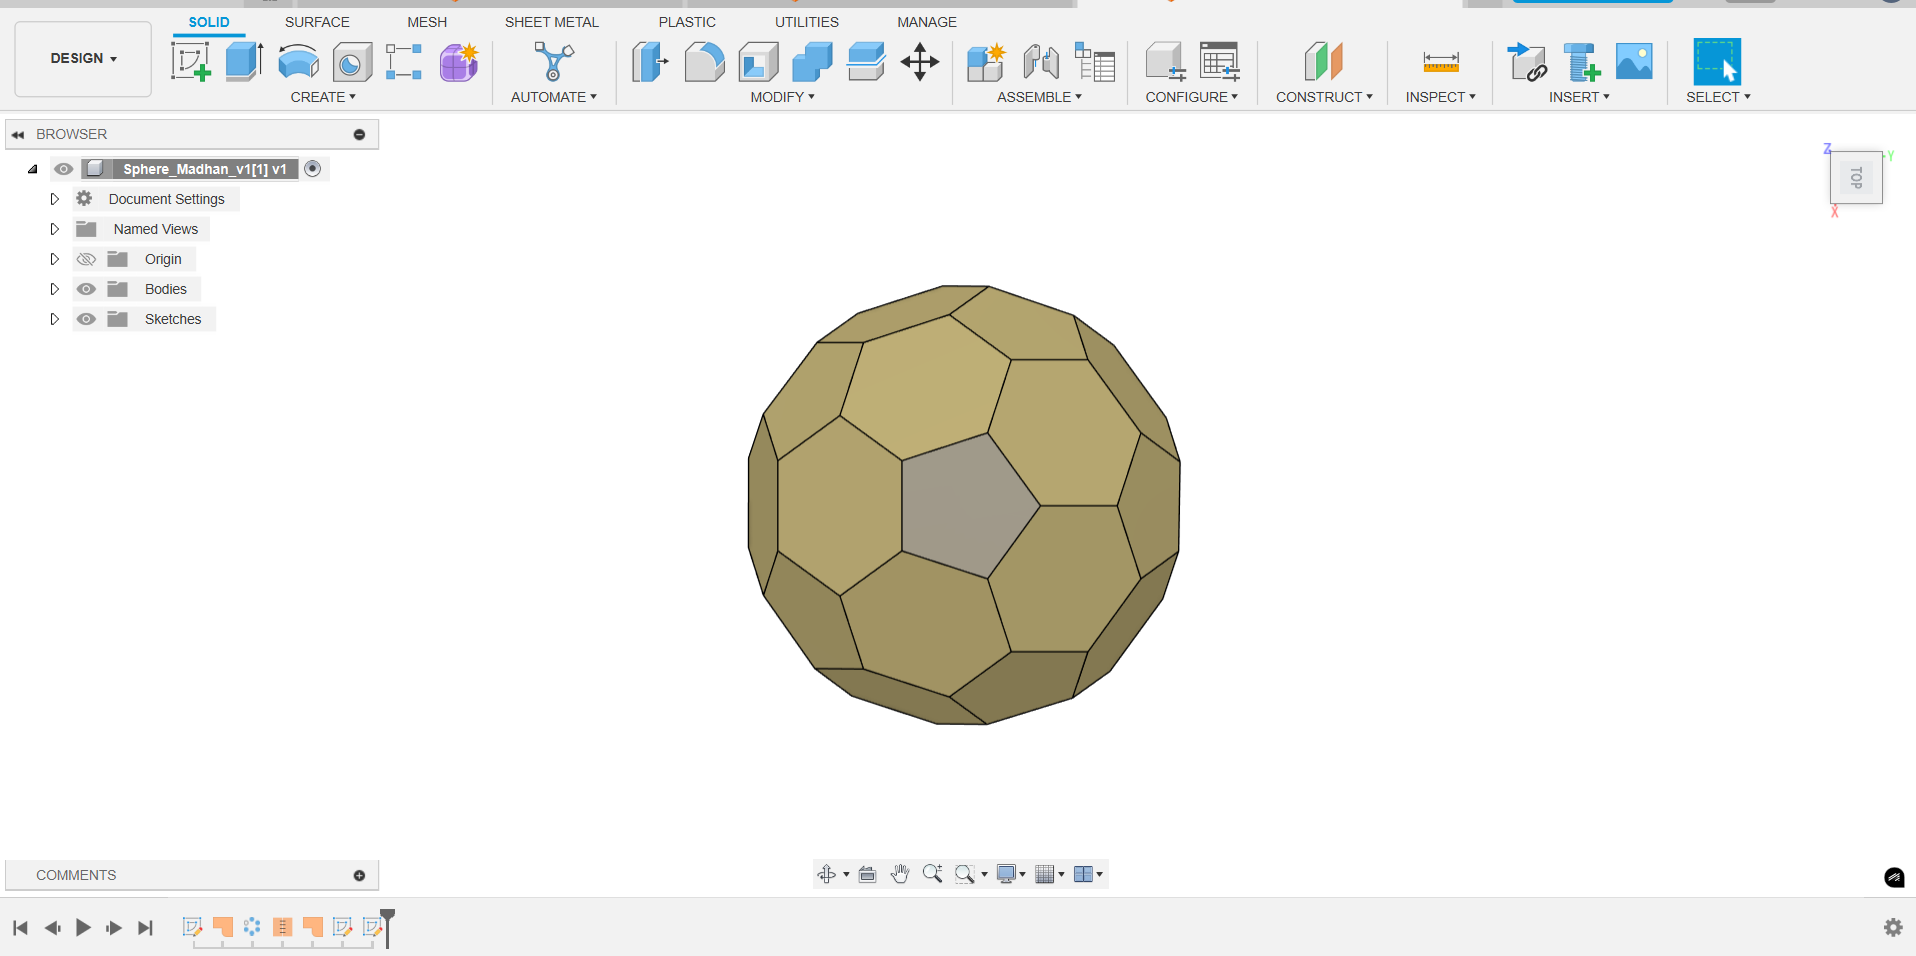 SOLID SURFACE MESH SHEET METAL PLASTIC UTILITIES MANAGE
DESIGN
CREATE AUTOMATE MODIFY ASSEMBLE CONFIGURE CONSTRUCT INSPECT INSERT SELECT
BROWSER
Sphere_Madhan_v1[1] v1
Document Settings
Named Views
Origin
Bodies
Sketches
Z
Y
TOP
X
COMMENTS